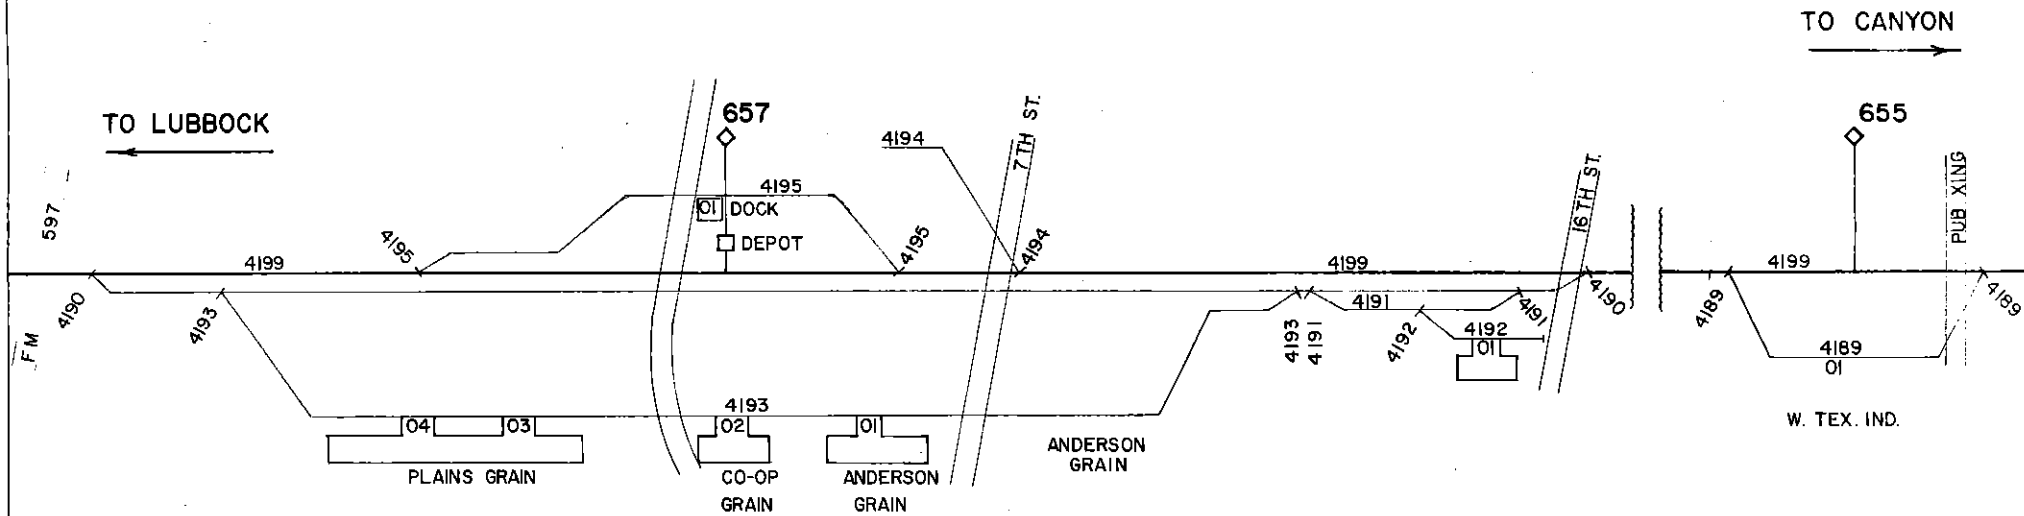 TO CANYON
TO LUBBOCK
657
655
4194
7TH ST.
16TH ST.
PUB XING
597
4195
01 DOCK
DEPOT
4195
4195
4194
4199
4199
4199
4190
4193
4193
4191
4191
4192
4191
4192
01
4190
4189
4189
4189
01
FM
4193
04
03
02
01
PLAINS GRAIN
CO-OP
GRAIN
ANDERSON
GRAIN
ANDERSON
GRAIN
W. TEX. IND.